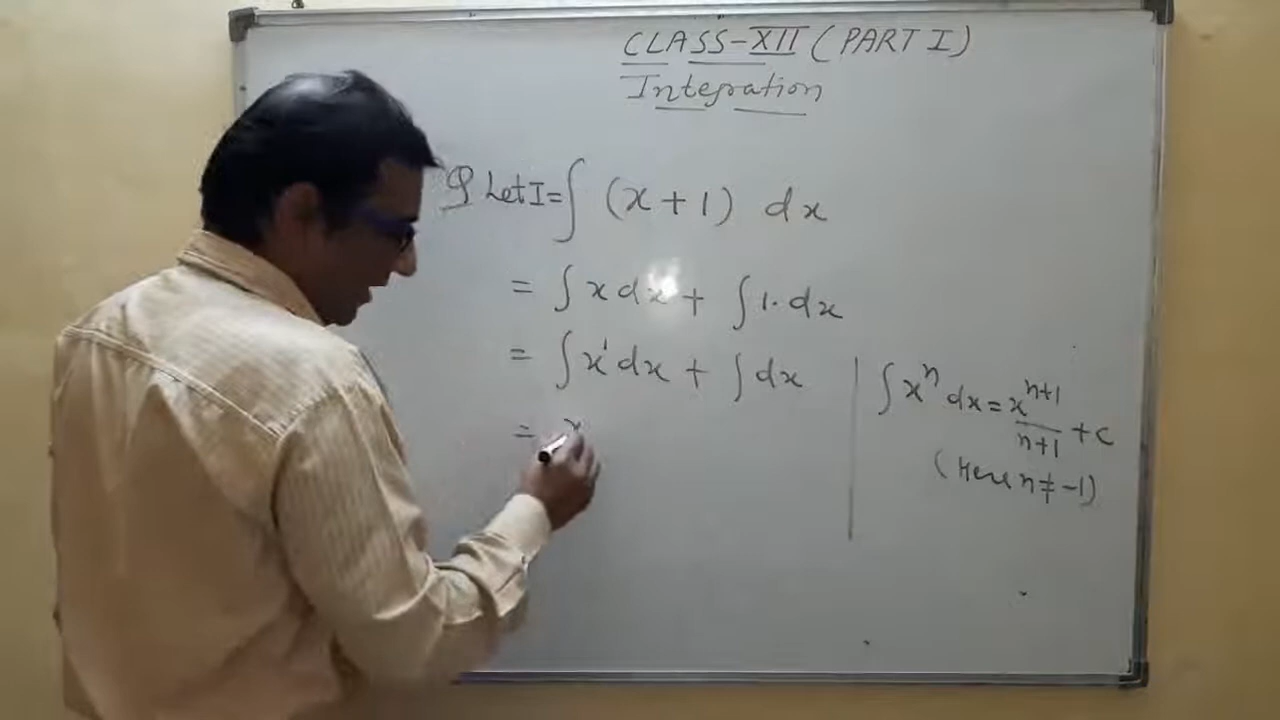 CLASS-XII (PART I)
Integration
Q Let I = ∫ (x+1) dx
= ∫ x dx + ∫ 1. dx
= ∫ x¹ dx + ∫ dx
= x
∫ xⁿ dx = xⁿ⁺¹/n+1 + c
(Here n ≠ -1)